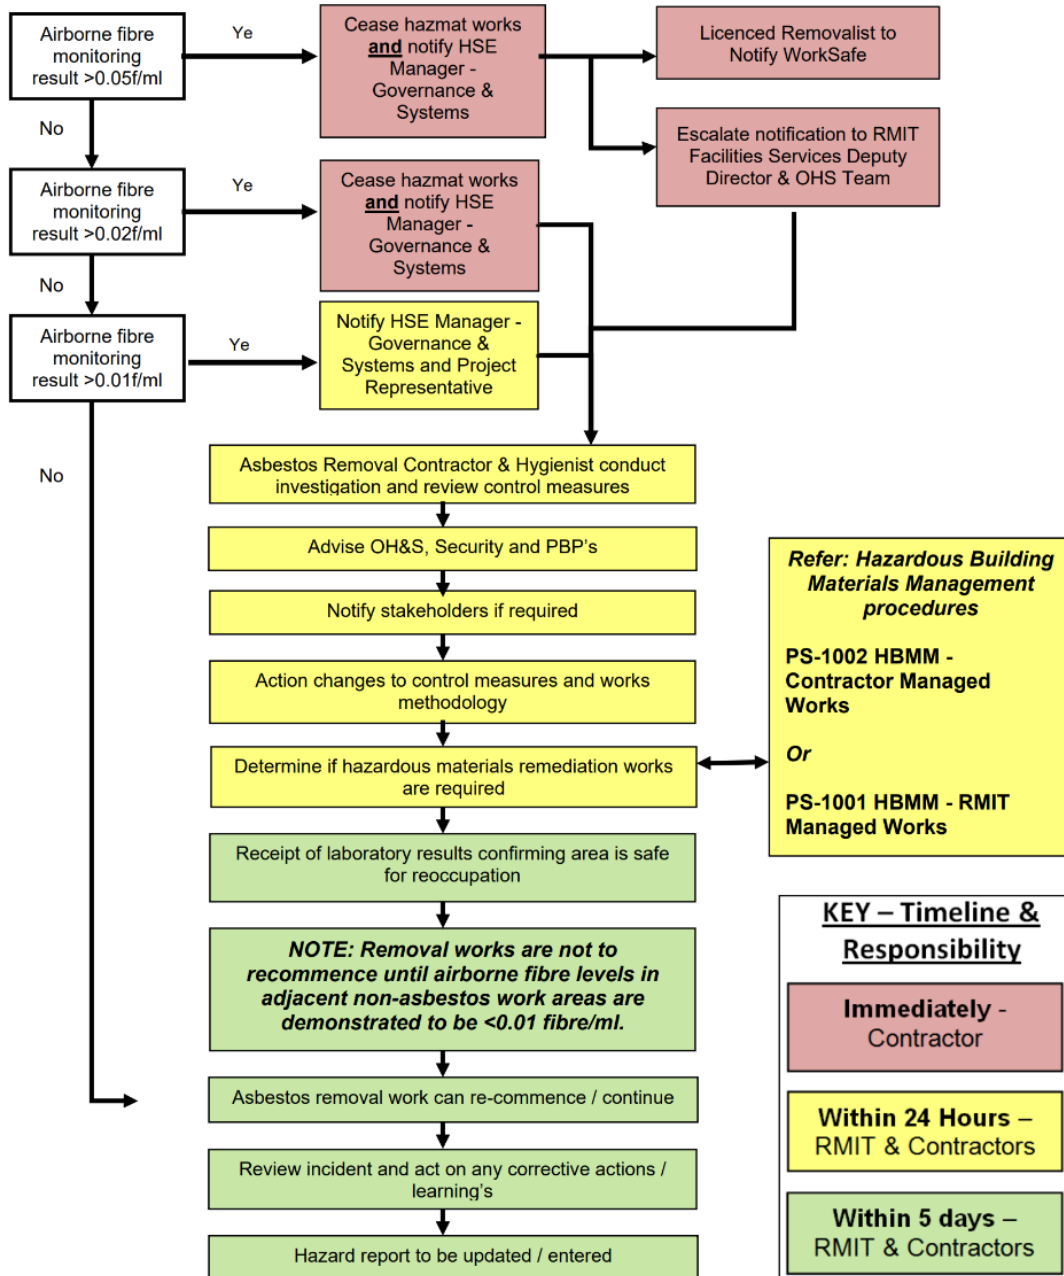 Airborne fibre
monitoring
result >0.05f/ml
Ye
Cease hazmat works
and notify HSE
Manager -
Governance &
Systems
Licenced Removalist to
Notify WorkSafe
Escalate notification to RMIT
Facilities Services Deputy
Director & OHS Team
No
Airborne fibre
monitoring
result >0.02f/ml
Ye
Cease hazmat works
and notify HSE
Manager -
Governance &
Systems
No
Airborne fibre
monitoring
result >0.01f/ml
Ye
Notify HSE Manager -
Governance &
Systems and Project
Representative
No
Asbestos Removal Contractor & Hygienist conduct
investigation and review control measures
Advise OH&S, Security and PBP's
Notify stakeholders if required
Action changes to control measures and works
methodology
Determine if hazardous materials remediation works
are required
Refer: Hazardous Building
Materials Management
procedures
PS-1002 HBMM -
Contractor Managed
Works
Or
PS-1001 HBMM - RMIT
Managed Works
Receipt of laboratory results confirming area is safe
for reoccupation
NOTE: Removal works are not to
recommence until airborne fibre levels in
adjacent non-asbestos work areas are
demonstrated to be <0.01 fibre/ml.
Asbestos removal work can re-commence / continue
Review incident and act on any corrective actions /
learning's
Hazard report to be updated / entered
KEY – Timeline &
Responsibility
Immediately -
Contractor
Within 24 Hours –
RMIT & Contractors
Within 5 days –
RMIT & Contractors